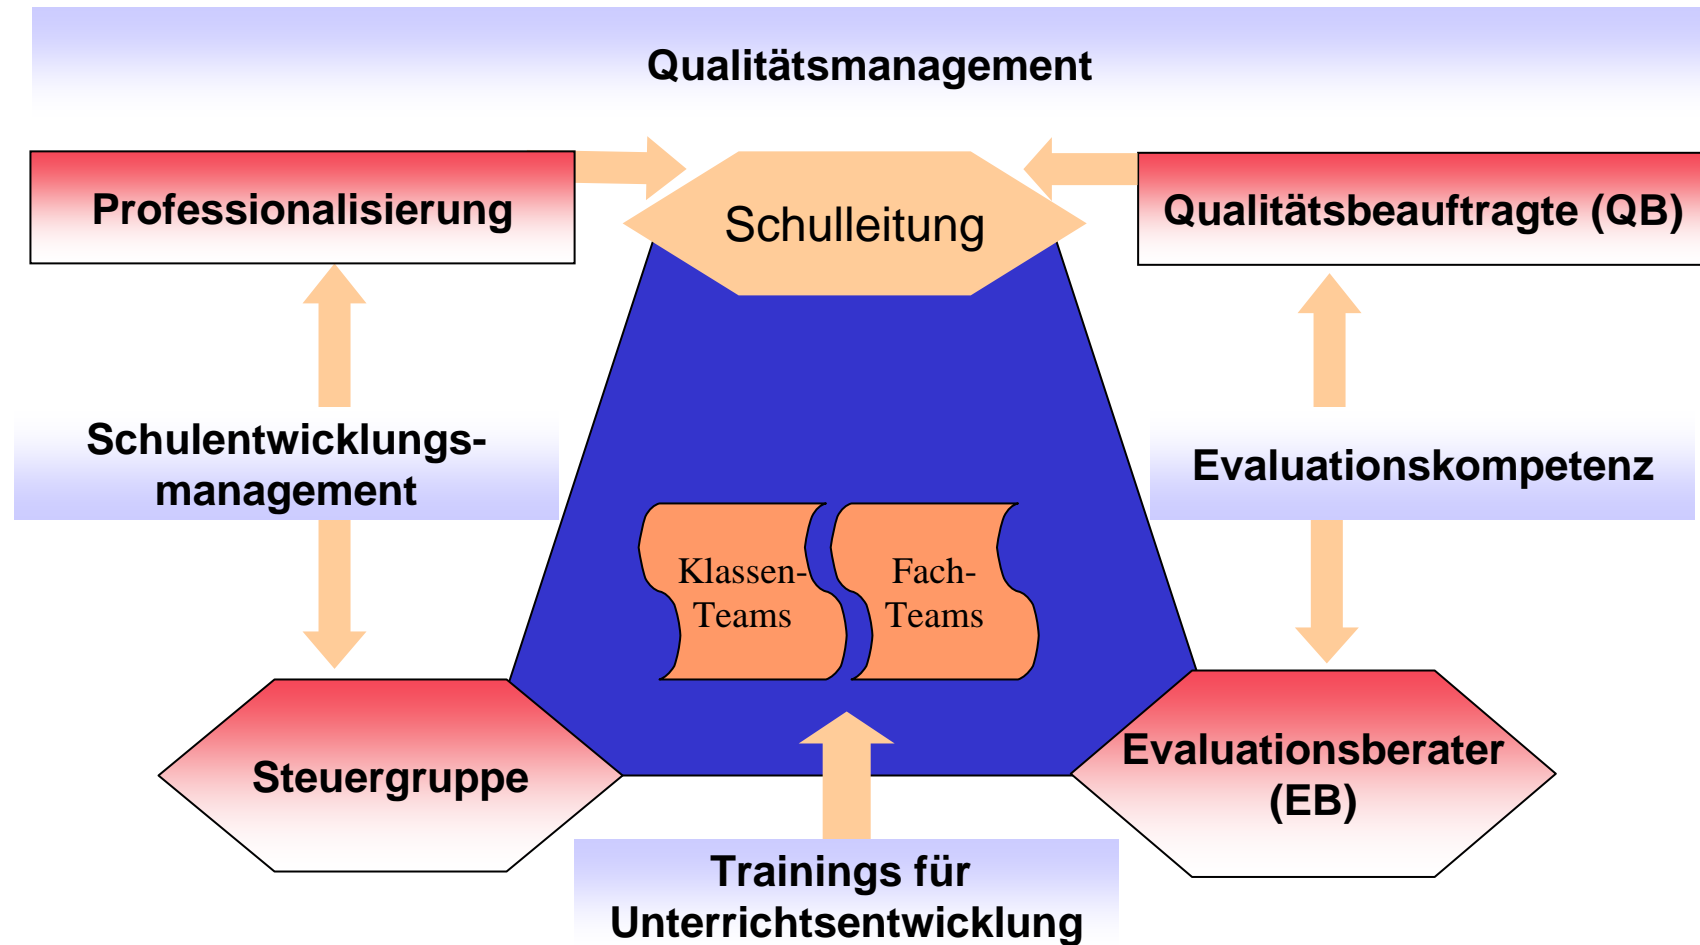 Qualitätsmanagement
Professionalisierung
Schulleitung
Qualitätsbeauftragte (QB)
Schulentwicklungs-
management
Evaluationskompetenz
Klassen-
Teams
Fach-
Teams
Steuergruppe
Evaluationsberater
(EB)
Trainings für
Unterrichtsentwicklung